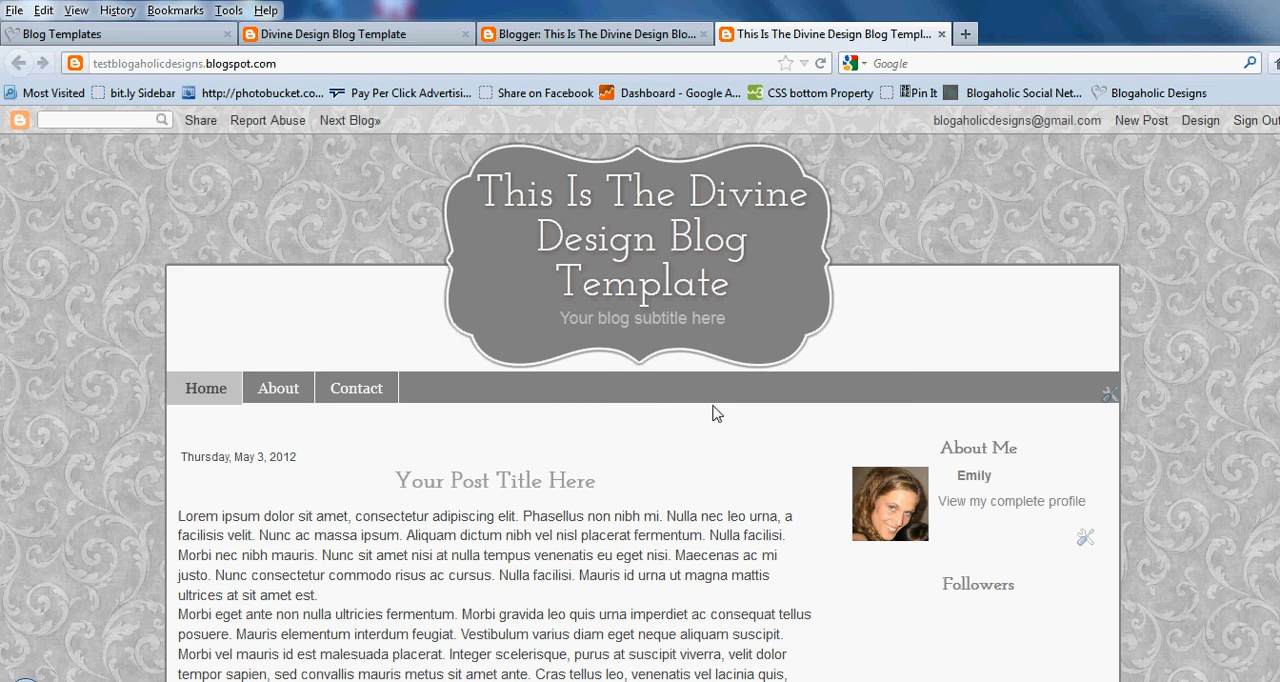 File Edit View History Bookmarks Tools Help
Blog Templates
Divine Design Blog Template
Blogger: This Is The Divine Design Blo...
This Is The Divine Design Blog Templ...
testblogaholicdesigns.blogspot.com
Google
Most Visited bit.ly Sidebar http://photobucket.co... Pay Per Click Advertisi... Share on Facebook Dashboard - Google A... CSS bottom Property Pin It Blogaholic Social Net... Blogaholic Designs
Share Report Abuse Next Blog»
blogaholicdesigns@gmail.com New Post Design Sign Out
This Is The Divine
Design Blog
Template
Your blog subtitle here
Home About Contact
Thursday, May 3, 2012
Your Post Title Here
Lorem ipsum dolor sit amet, consectetur adipiscing elit. Phasellus non nibh mi. Nulla nec leo urna, a
facilisis velit. Nunc ac massa ipsum. Aliquam dictum nibh vel nisl placerat fermentum. Nulla facilisi.
Morbi nec nibh mauris. Nunc sit amet nisi at nulla tempus venenatis eu eget nisi. Maecenas ac mi
justo. Nunc consectetur commodo risus ac cursus. Nulla facilisi. Mauris id urna ut magna mattis
ultrices at sit amet est.
Morbi eget ante non nulla ultricies fermentum. Morbi gravida leo quis urna imperdiet ac consequat tellus
posuere. Mauris elementum interdum feugiat. Vestibulum varius diam eget neque aliquam suscipit.
Morbi vel mauris id est malesuada placerat. Integer scelerisque, purus at suscipit viverra, velit dolor
tempor sapien, sed convallis mauris metus sit amet ante. Cras tellus leo, venenatis vel lacinia quis,
About Me
Emily
View my complete profile
Followers